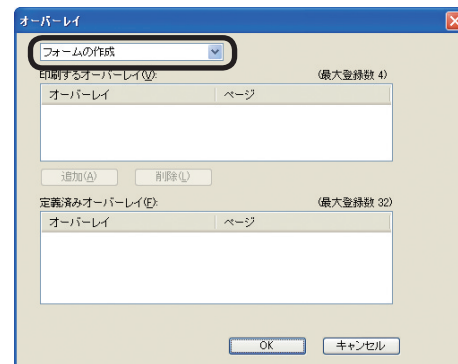 オーバーレイ
フォームの作成
印刷するオーバーレイ(V): (最大登録数 4)
オーバーレイ ページ
追加(A) 削除(L)
定義済みオーバーレイ(F): (最大登録数 32)
オーバーレイ ページ
OK キャンセル